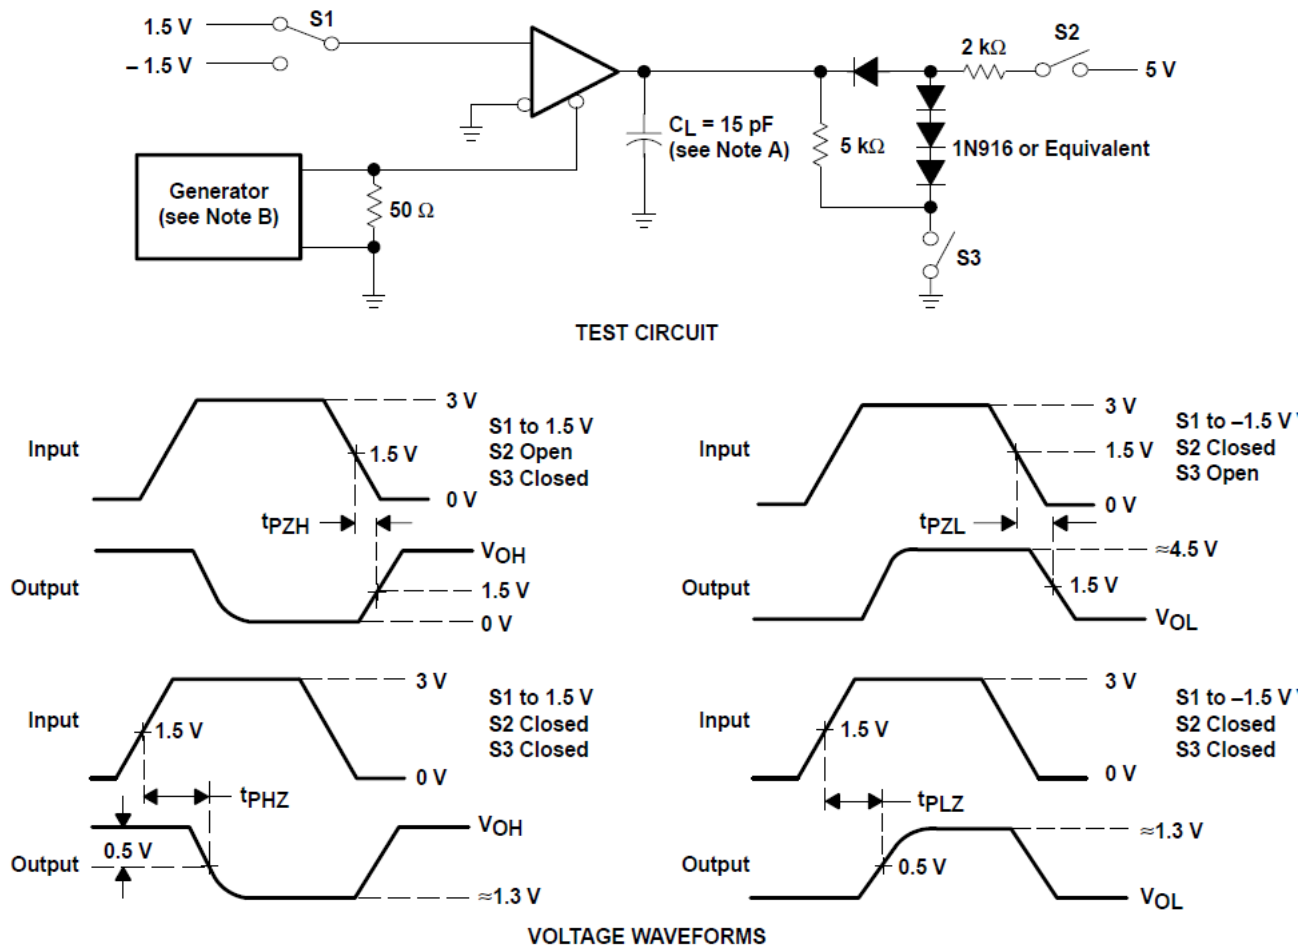 1.5 V
S1
– 1.5 V
2 kΩ
S2
5 V
CL = 15 pF
(see Note A)
5 kΩ
1N916 or Equivalent
Generator
(see Note B)
50 Ω
S3
TEST CIRCUIT
Input
3 V
1.5 V
0 V
S1 to 1.5 V
S2 Open
S3 Closed
tPZH
Output
VOH
1.5 V
0 V
3 V
1.5 V
0 V
S1 to –1.5 V
S2 Closed
S3 Open
Input
tPZL
Output
≈4.5 V
1.5 V
VOL
Input
3 V
1.5 V
0 V
S1 to 1.5 V
S2 Closed
S3 Closed
tPHZ
Output
0.5 V
VOH
≈1.3 V
Input
3 V
1.5 V
0 V
S1 to –1.5 V
S2 Closed
S3 Closed
tPLZ
Output
≈1.3 V
0.5 V
VOL
VOLTAGE WAVEFORMS